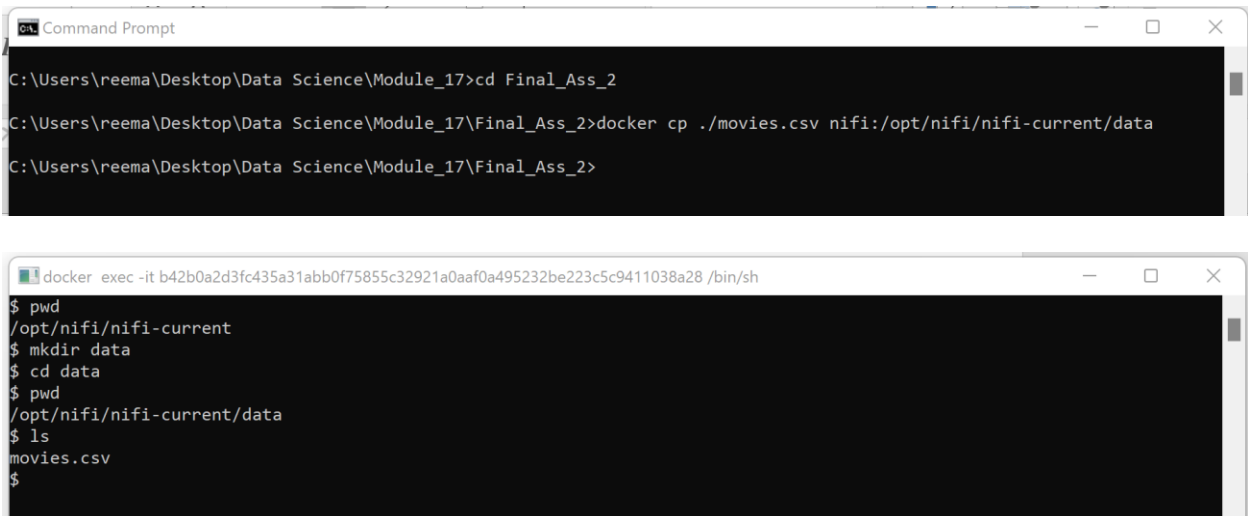 Command Prompt
C:\Users\reema\Desktop\Data Science\Module_17>cd Final_Ass_2
C:\Users\reema\Desktop\Data Science\Module_17\Final_Ass_2>docker cp ./movies.csv nifi:/opt/nifi/nifi-current/data
C:\Users\reema\Desktop\Data Science\Module_17\Final_Ass_2>
docker exec -it b42b0a2d3fc435a31abb0f75855c32921a0aaf0a495232be223c5c9411038a28 /bin/sh
$ pwd
/opt/nifi/nifi-current
$ mkdir data
$ cd data
$ pwd
/opt/nifi/nifi-current/data
$ ls
movies.csv
$